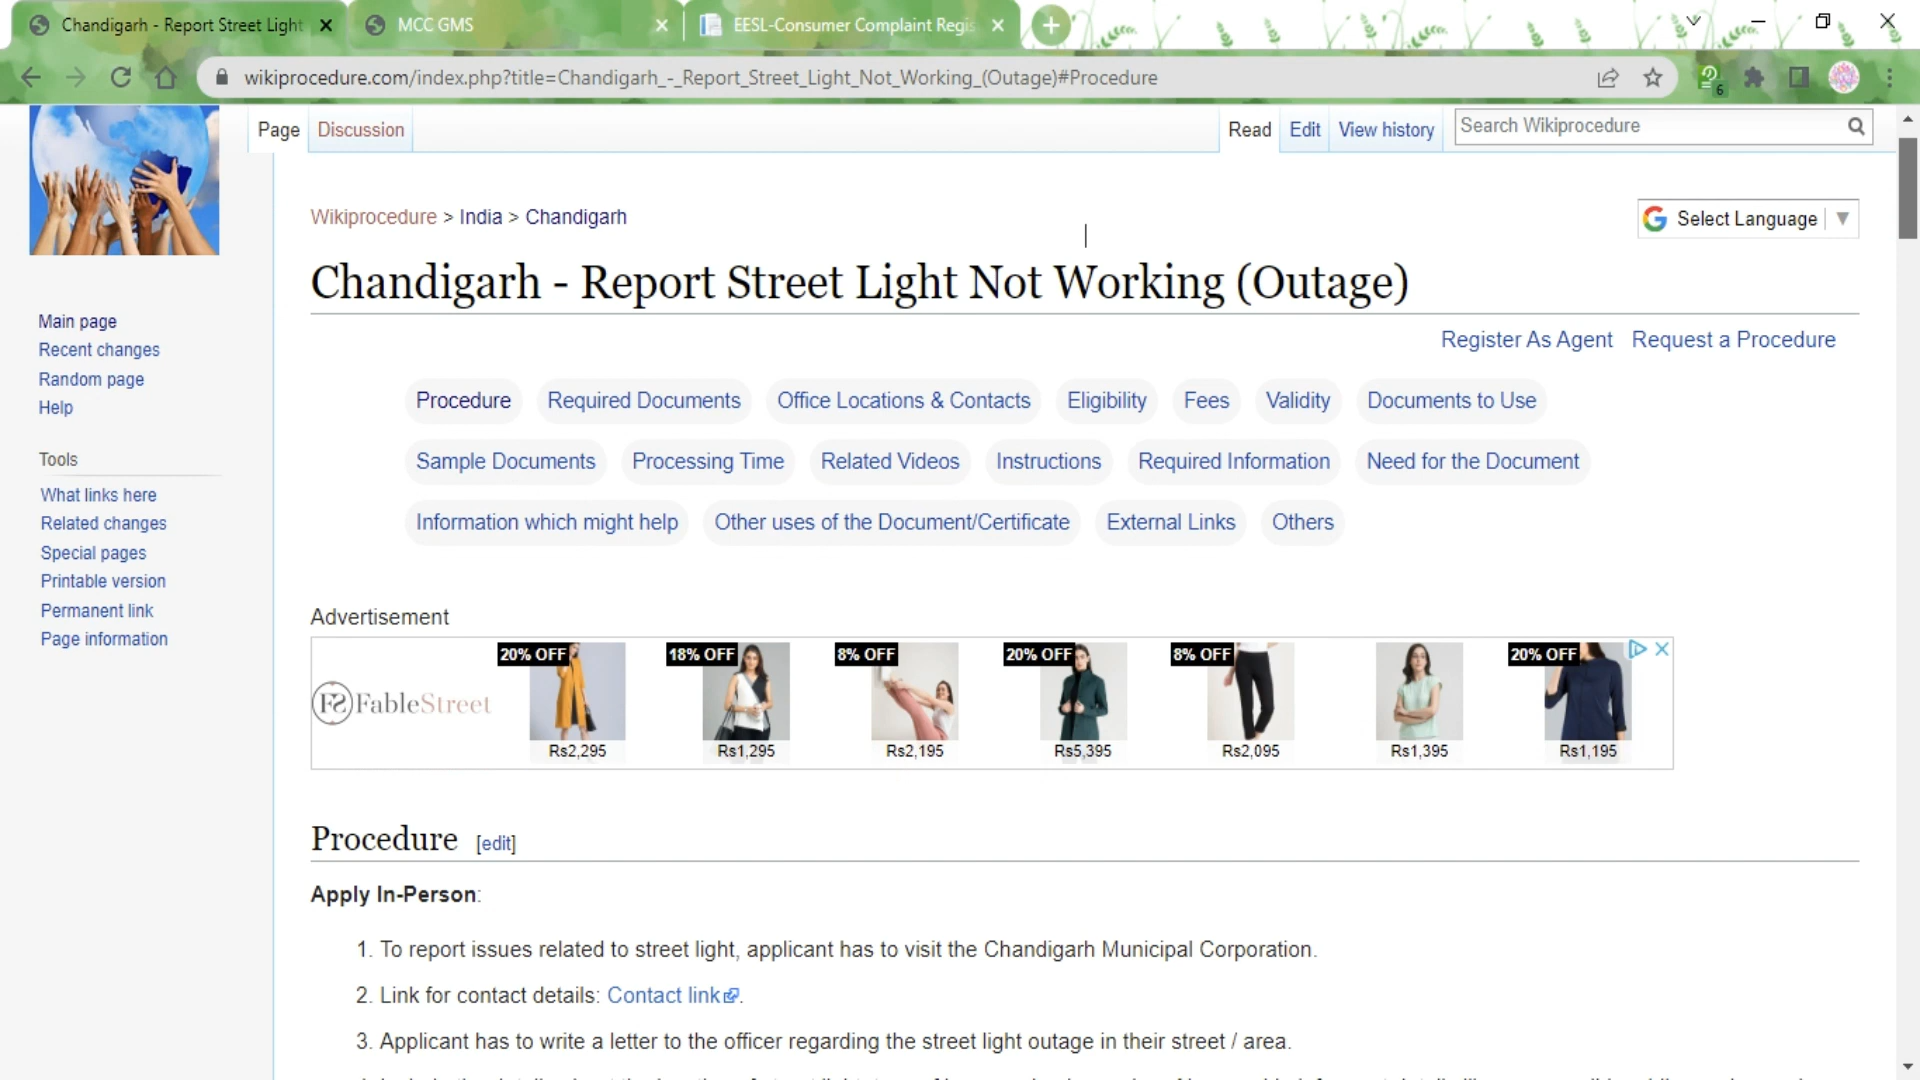 Chandigarh - Report Street Light
MCC GMS
EESL-Consumer Complaint Regis
wikiprocedure.com/index.php?title=Chandigarh_-_Report_Street_Light_Not_Working_(Outage)#Procedure
6
Page
Discussion
Read
Edit
View history
Search Wikiprocedure
Wikiprocedure > India > Chandigarh
Select Language
Chandigarh - Report Street Light Not Working (Outage)
Register As Agent
Request a Procedure
Main page
Recent changes
Random page
Help
Tools
What links here
Related changes
Special pages
Printable version
Permanent link
Page information
Procedure
Required Documents
Office Locations & Contacts
Eligibility
Fees
Validity
Documents to Use
Sample Documents
Processing Time
Related Videos
Instructions
Required Information
Need for the Document
Information which might help
Other uses of the Document/Certificate
External Links
Others
Advertisement
FS FableStreet
20% OFF
Rs2,295
18% OFF
Rs1,295
8% OFF
Rs2,195
20% OFF
Rs5,395
8% OFF
Rs2,095
Rs1,395
20% OFF
Rs1,195
Procedure [edit]
Apply In-Person:
1. To report issues related to street light, applicant has to visit the Chandigarh Municipal Corporation.
2. Link for contact details: Contact link.
3. Applicant has to write a letter to the officer regarding the street light outage in their street / area.